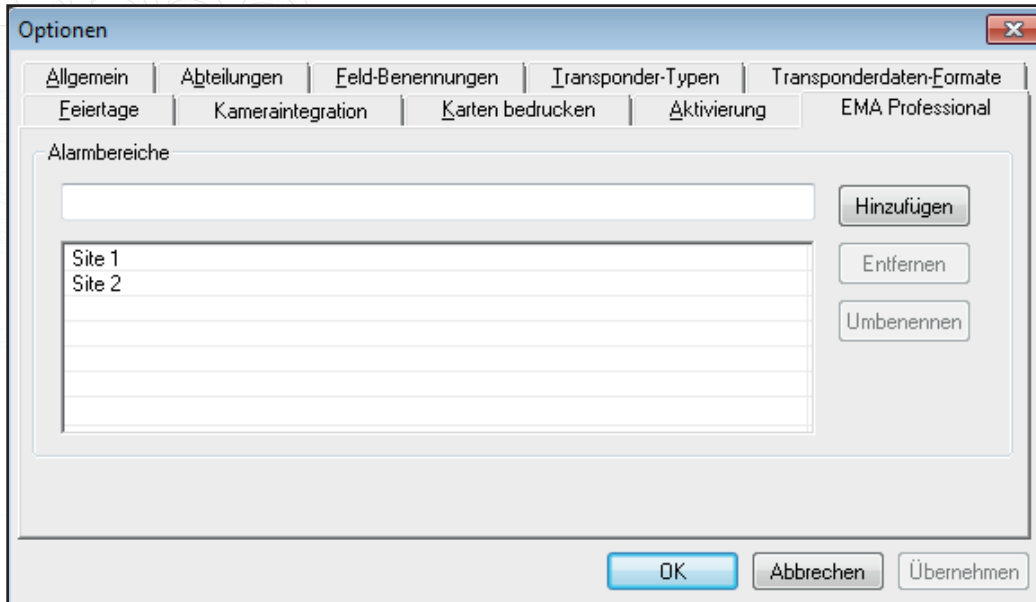 Optionen
Allgemein Abteilungen Feld-Benennungen Transponder-Typen Transponderdaten-Formate
Feiertage Kameraintegration Karten bedrucken Aktivierung EMA Professional
Alarmbereiche
Hinzufügen
Site 1
Site 2
Entfernen
Umbenennen
OK Abbrechen Übernehmen